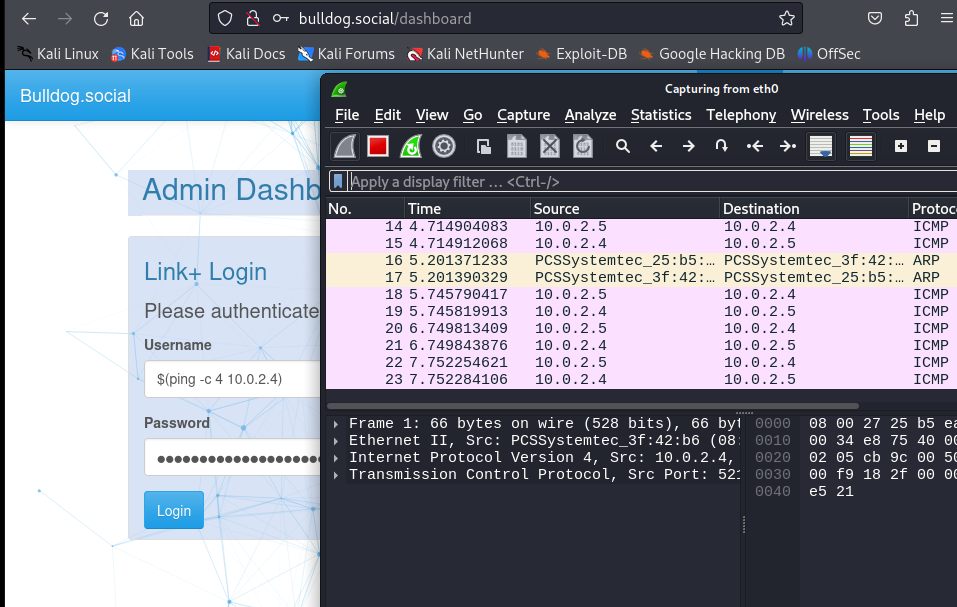 bulldog.social/dashboard
Kali Linux Kali Tools Kali Docs Kali Forums Kali NetHunter Exploit-DB Google Hacking DB OffSec
Bulldog.social
Admin Dashb
Link+ Login
Please authenticate
Username
$(ping -c 4 10.0.2.4)
Password
Login
Capturing from eth0
File Edit View Go Capture Analyze Statistics Telephony Wireless Tools Help
Apply a display filter … <Ctrl-/>
No. Time Source Destination Protoc
14 4.714904083 10.0.2.5 10.0.2.4 ICMP
15 4.714912068 10.0.2.4 10.0.2.5 ICMP
16 5.201371233 PCSSystemtec_25:b5:… PCSSystemtec_3f:42:… ARP
17 5.201390329 PCSSystemtec_3f:42:… PCSSystemtec_25:b5:… ARP
18 5.745790417 10.0.2.5 10.0.2.4 ICMP
19 5.745819913 10.0.2.4 10.0.2.5 ICMP
20 6.749813409 10.0.2.5 10.0.2.4 ICMP
21 6.749843876 10.0.2.4 10.0.2.5 ICMP
22 7.752254621 10.0.2.5 10.0.2.4 ICMP
23 7.752284106 10.0.2.4 10.0.2.5 ICMP
Frame 1: 66 bytes on wire (528 bits), 66 byt
Ethernet II, Src: PCSSystemtec_3f:42:b6 (08:
Internet Protocol Version 4, Src: 10.0.2.4,
Transmission Control Protocol, Src Port: 521
0000 08 00 27 25 b5 ea
0010 00 34 e8 75 40 00
0020 02 05 cb 9c 00 50
0030 00 f9 18 2f 00 00
0040 e5 21